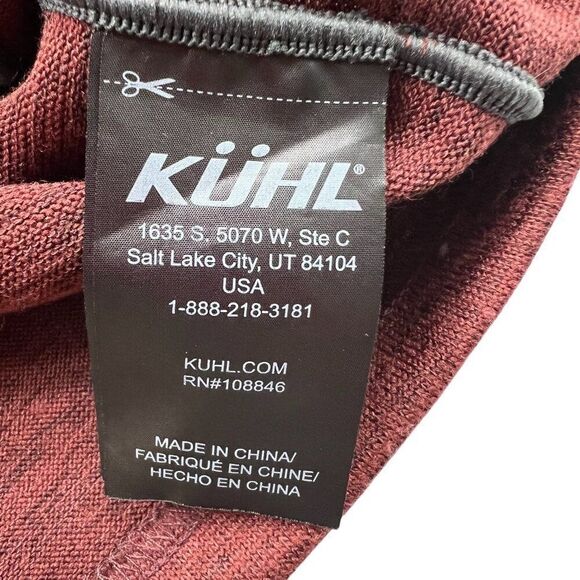 KÜHL®
1635 S. 5070 W, Ste C
Salt Lake City, UT 84104
USA
1-888-218-3181
KUHL.COM
RN#108846
MADE IN CHINA/
FABRIQUÉ EN CHINE/
HECHO EN CHINA